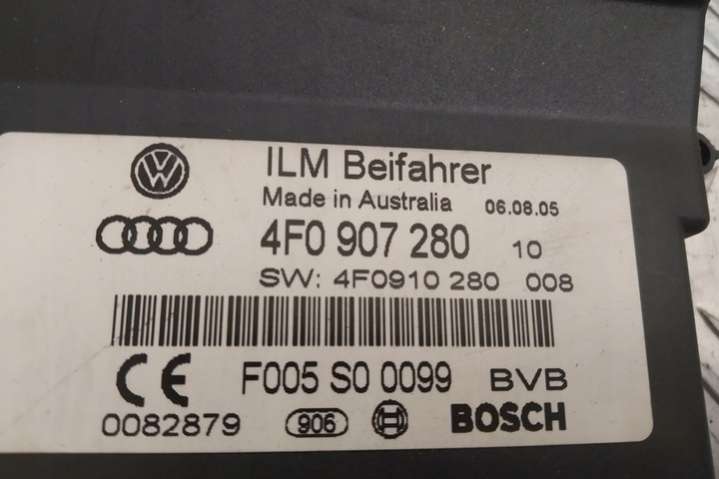 ILM Beifahrer
Made in Australia 06.08.05
4F0 907 280 10
SW: 4F0910 280 008
CE F005 S0 0099 BVB
0082879 906 BOSCH